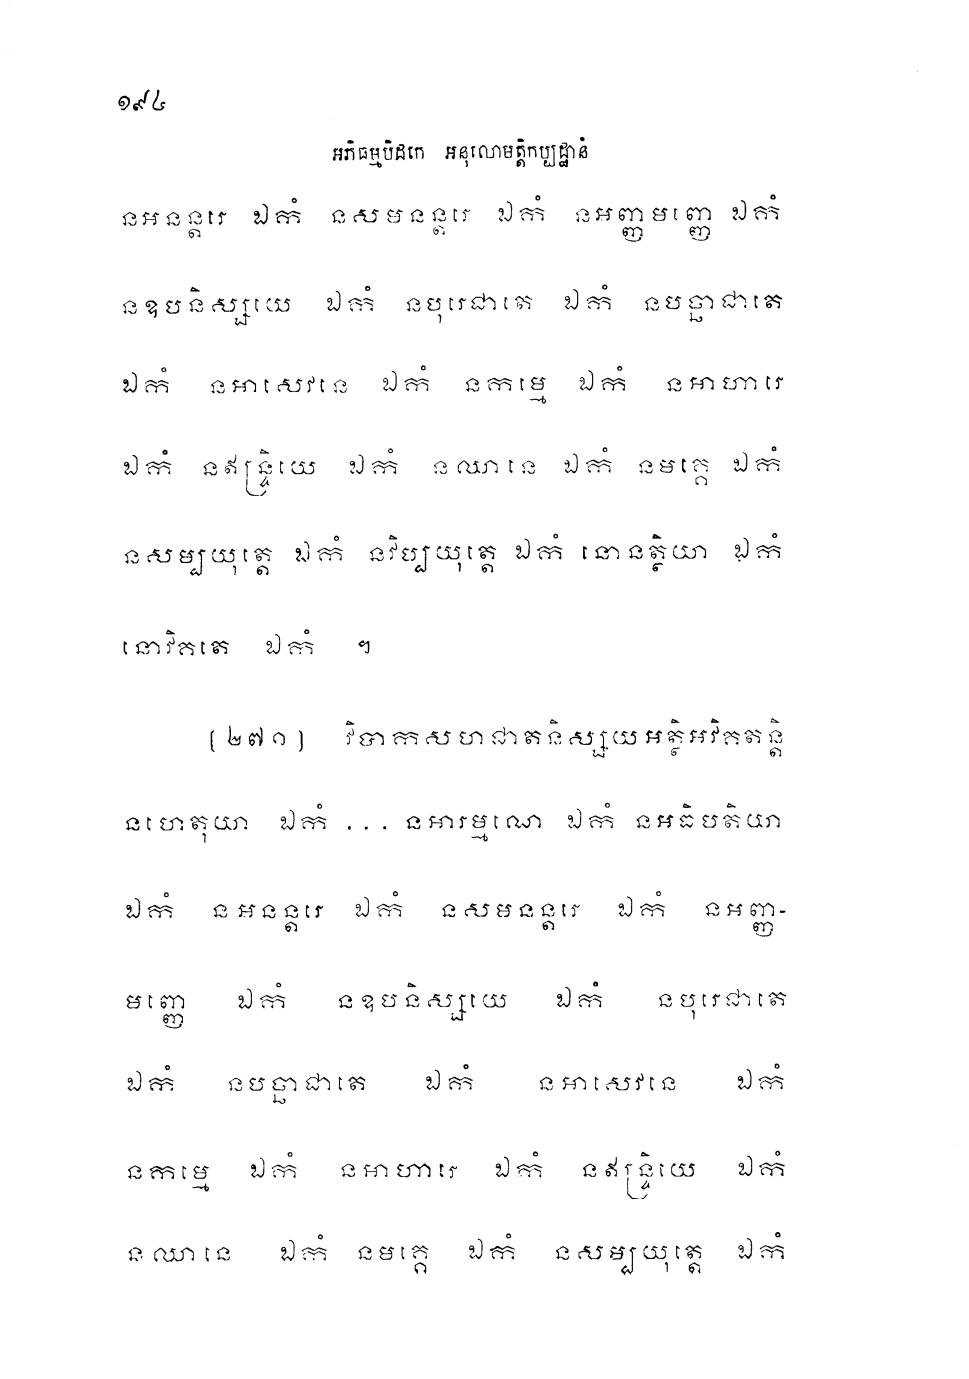 ១៩៤
អភិធម្មបិដកេ អនុលោមត្តិកប្បដ្ឋានំ
នអនន្តរេ ឯកំ នសមនន្តរេ ឯកំ នអញ្ញមញ្ញេ ឯកំ
នឧបនិស្សយេ ឯកំ នបុរេជាតេ ឯកំ នបច្ឆាជាតេ
ឯកំ នអាសេវនេ ឯកំ នកម្មេ ឯកំ នអាហារេ
ឯកំ នឥន្ទ្រិយេ ឯកំ នឈានេ ឯកំ នមគ្គេ ឯកំ
នសម្បយុត្តេ ឯកំ នវិប្បយុត្តេ ឯកំ នោនត្ថិយា ឯកំ
នោវិគតេ ឯកំ ។
(២៧១) វិបាកសហជាតនិស្សយអត្ថិអវិគតន្តិ
នហេតុយា ឯកំ ... នអារម្មណេ ឯកំ នអធិបតិយា
ឯកំ នអនន្តរេ ឯកំ នសមនន្តរេ ឯកំ នអញ្ញ-
មញ្ញេ ឯកំ នឧបនិស្សយេ ឯកំ នបុរេជាតេ
ឯកំ នបច្ឆាជាតេ ឯកំ នអាសេវនេ ឯកំ
នកម្មេ ឯកំ នអាហារេ ឯកំ នឥន្ទ្រិយេ ឯកំ
នឈានេ ឯកំ នមគ្គេ ឯកំ នសម្បយុត្តេ ឯកំ